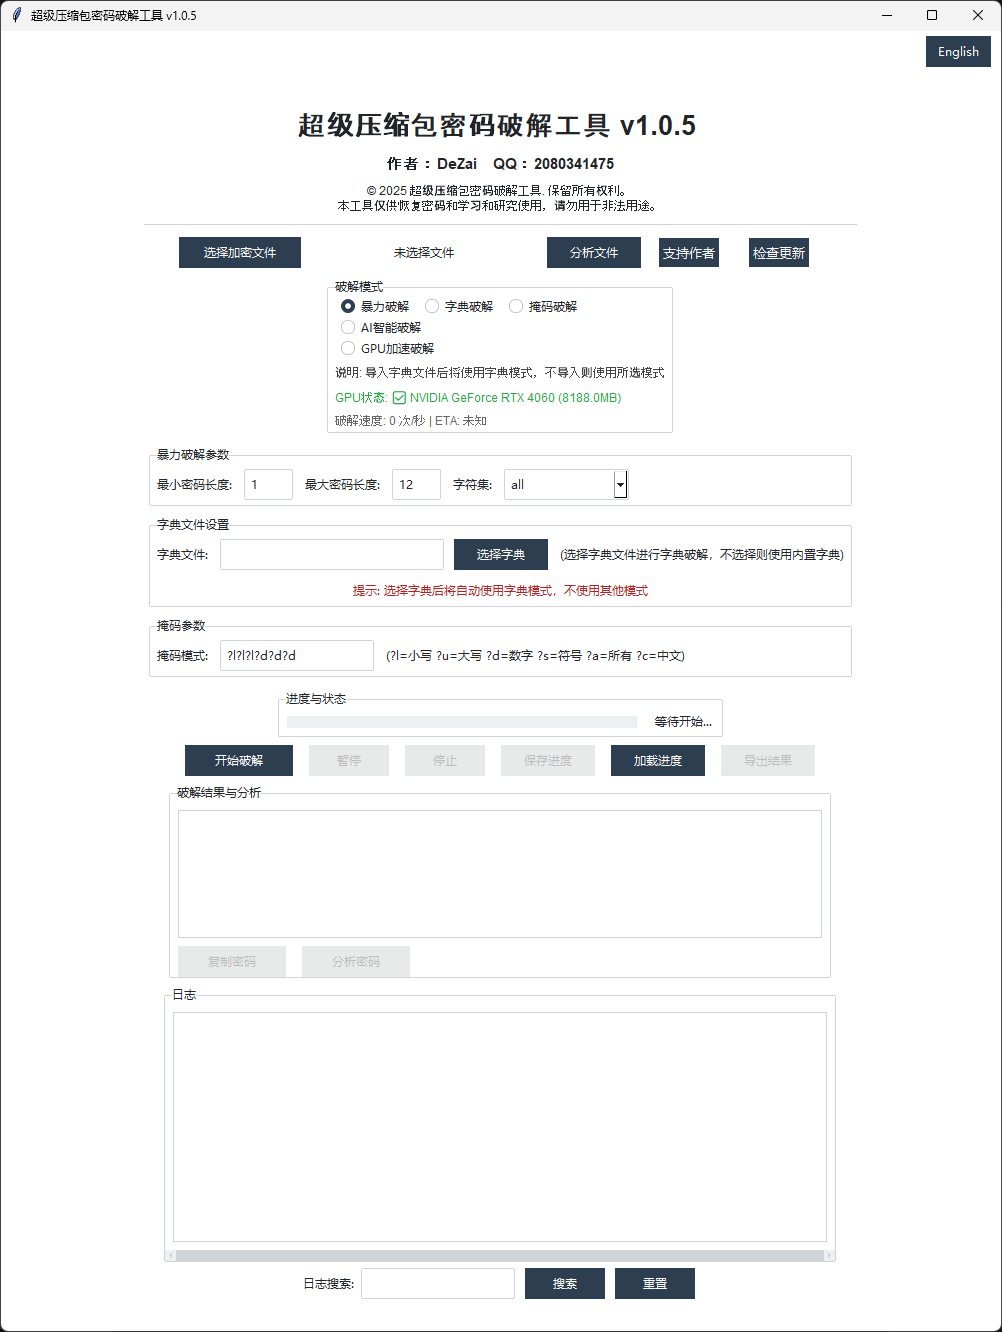 超级压缩包密码破解工具 v1.0.5
English
超级压缩包密码破解工具 v1.0.5
作者：DeZai QQ：2080341475
© 2025 超级压缩包密码破解工具. 保留所有权利。
本工具仅供恢复密码和学习和研究使用，请勿用于非法用途。
选择加密文件 未选择文件 分析文件 支持作者 检查更新
破解模式
暴力破解 字典破解 掩码破解
AI智能破解
GPU加速破解
说明: 导入字典文件后将使用字典模式，不导入则使用所选模式
GPU状态: NVIDIA GeForce RTX 4060 (8188.0MB)
破解速度: 0 次/秒 | ETA: 未知
暴力破解参数
最小密码长度: 1 最大密码长度: 12 字符集: all
字典文件设置
字典文件: 选择字典 (选择字典文件进行字典破解，不选择则使用内置字典)
提示: 选择字典后将自动使用字典模式，不使用其他模式
掩码参数
掩码模式: ?l?l?l?d?d?d (?l=小写 ?u=大写 ?d=数字 ?s=符号 ?a=所有 ?c=中文)
进度与状态
等待开始...
开始破解 暂停 停止 保存进度 加载进度 导出结果
破解结果与分析
复制密码 分析密码
日志
日志搜索: 搜索 重置